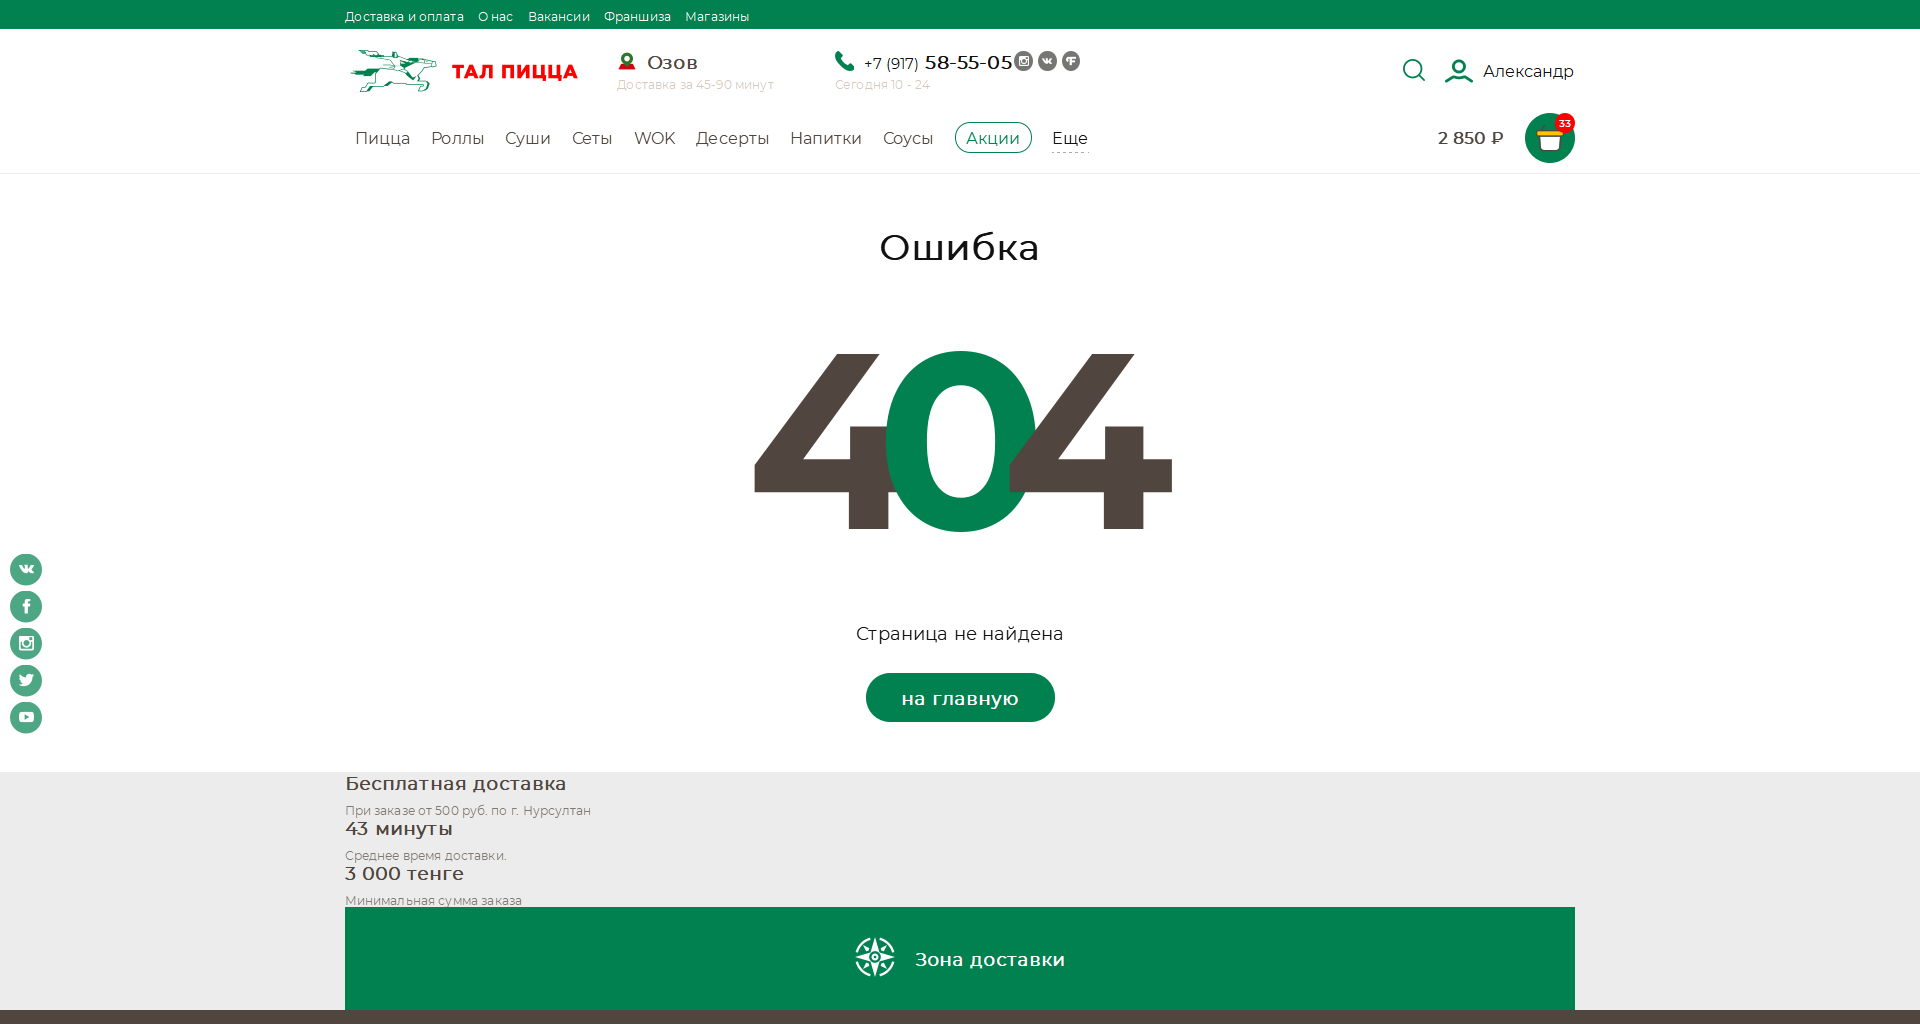 Доставка и оплата О нас Вакансии Франшиза Магазины
ТАЛ ПИЦЦА
Озов
Доставка за 45-90 минут
+7 (917) 58-55-05
Сегодня 10 - 24
Александр
Пицца Роллы Суши Сеты WOK Десерты Напитки Соусы Акции Еще
2 850 ₽
33
Ошибка
404
Страница не найдена
на главную
Бесплатная доставка
При заказе от 500 руб. по г. Нурсултан
43 минуты
Среднее время доставки.
3 000 тенге
Минимальная сумма заказа
Зона доставки